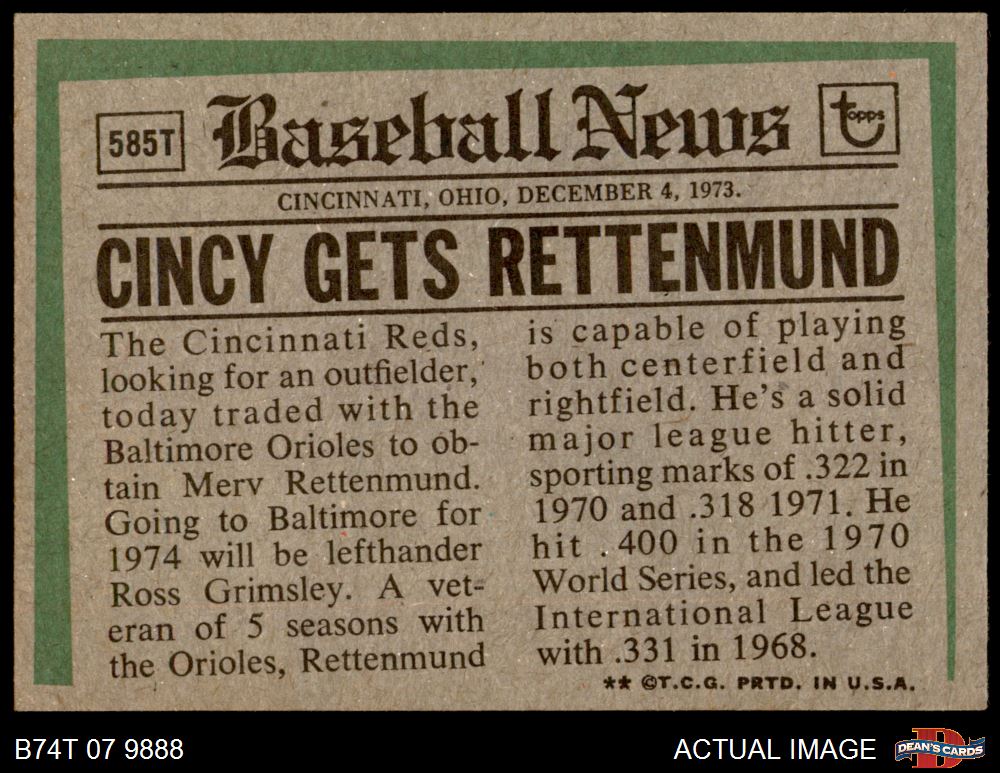 585T
Baseball News
topps
CINCINNATI, OHIO, DECEMBER 4, 1973.
CINCY GETS RETTENMUND
The Cincinnati Reds,
looking for an outfielder,
today traded with the
Baltimore Orioles to ob-
tain Merv Rettenmund.
Going to Baltimore for
1974 will be lefthander
Ross Grimsley. A vet-
eran of 5 seasons with
the Orioles, Rettenmund
is capable of playing
both centerfield and
rightfield. He's a solid
major league hitter,
sporting marks of .322 in
1970 and .318 1971. He
hit .400 in the 1970
World Series, and led the
International League
with .331 in 1968.
** ©T.C.G. PRTD. IN U.S.A.
B74T 07 9888
ACTUAL IMAGE
D
DEAN'S CARDS